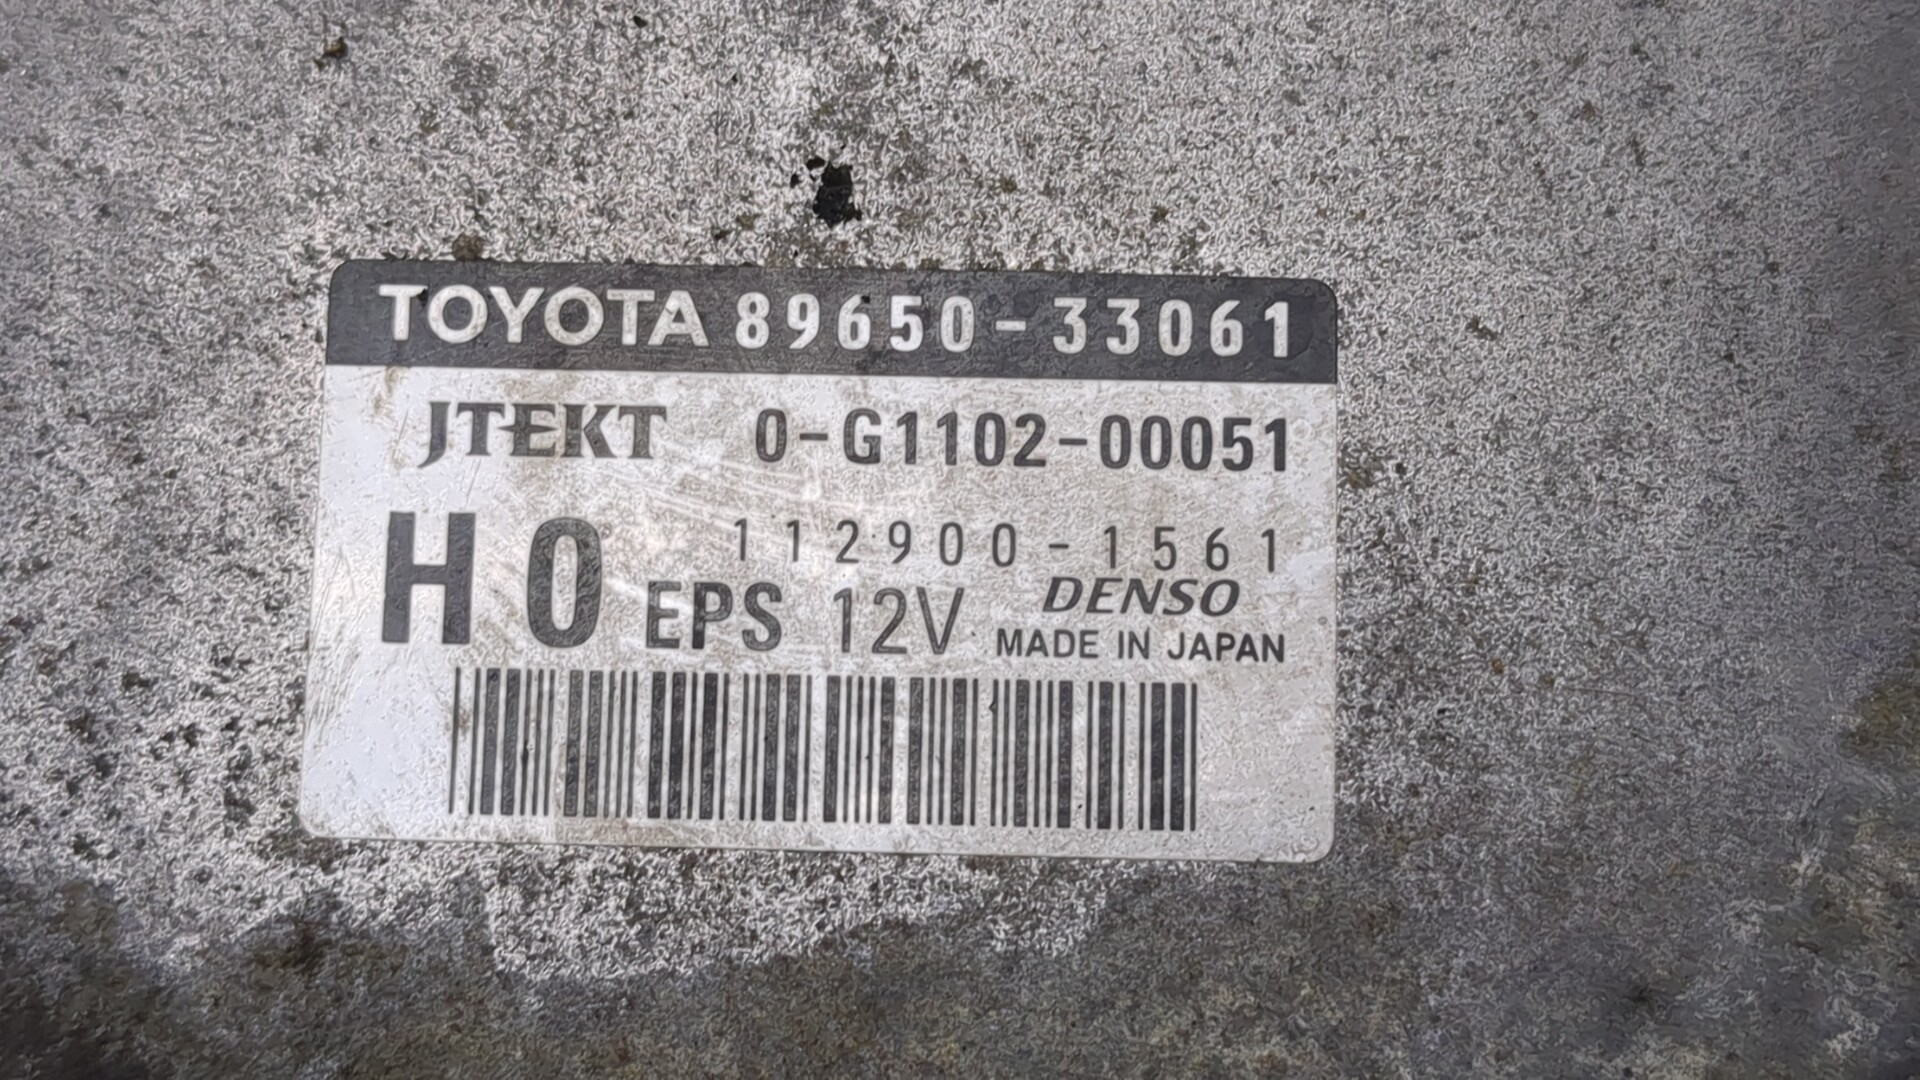 TOYOTA 89650-33061
JTEKT 0-G1102-00051
H0 112900-1561
EPS 12V DENSO
MADE IN JAPAN